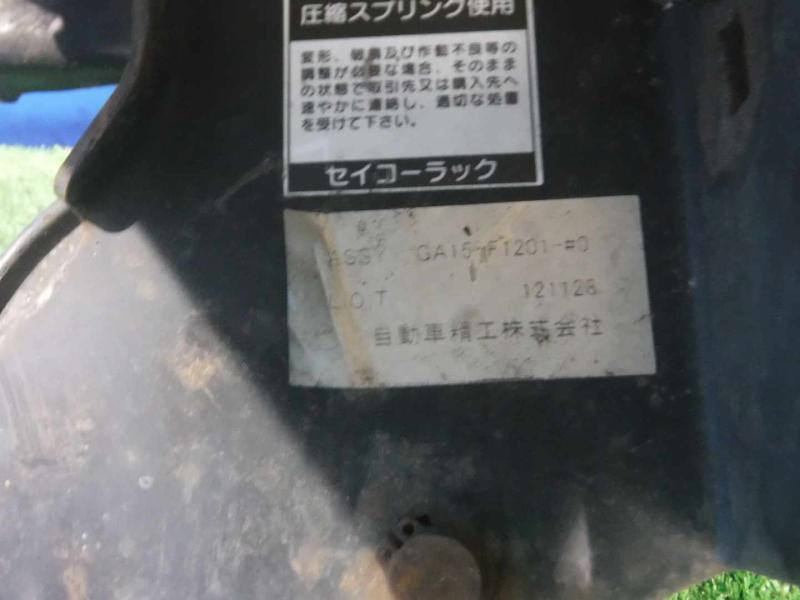 圧縮スプリング使用
変形、破損及び作動不良等の
調整が必要な場合、そのまま
の状態で取引先又は購入先へ
速やかに連絡し、適切な処置
を受けて下さい。
セイコーラック
ASSY GA15-F1201-#0
LOT 121128
自動車精工株式会社